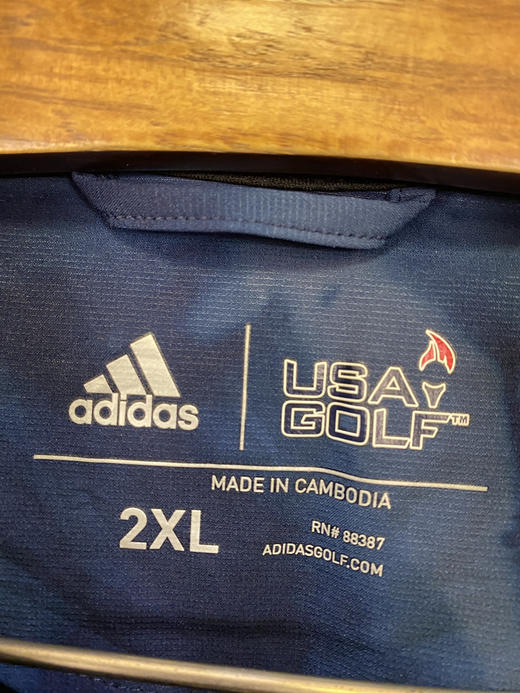 adidas
USA
GOLF™
MADE IN CAMBODIA
2XL
RN# 88387
ADIDASGOLF.COM